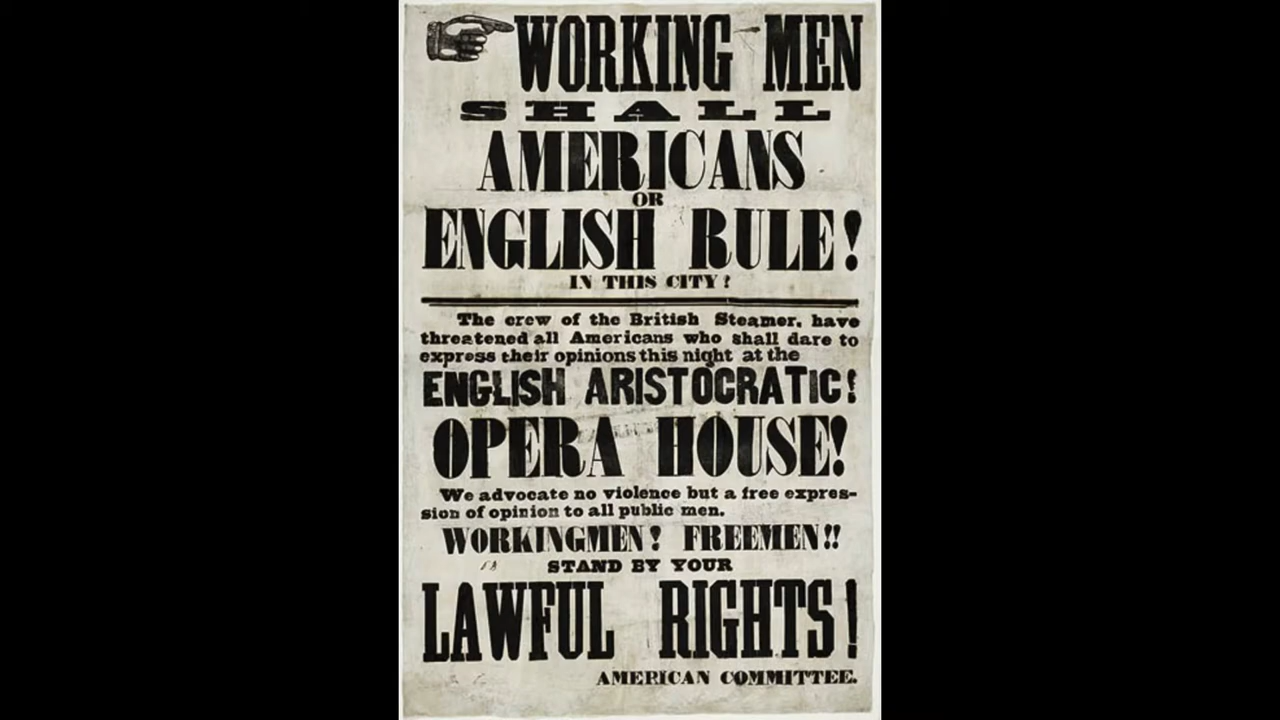 WORKING MEN
SHALL
AMERICANS
OR
ENGLISH RULE!
IN THIS CITY?
The crew of the British Steamer, have
threatened all Americans who shall dare to
express their opinions this night at the
ENGLISH ARISTOCRATIC!
OPERA HOUSE!
We advocate no violence but a free expres-
sion of opinion to all public men.
WORKINGMEN! FREEMEN!!
STAND BY YOUR
LAWFUL RIGHTS!
AMERICAN COMMITTEE.